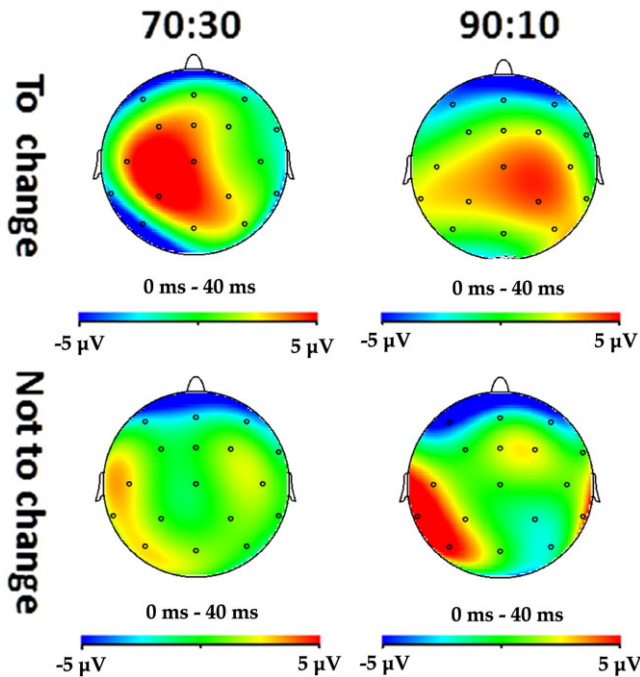 70:30
90:10
To change
0 ms - 40 ms
-5 µV
5 µV
0 ms - 40 ms
-5 µV
5 µV
Not to change
0 ms - 40 ms
-5 µV
5 µV
0 ms - 40 ms
-5 µV
5 µV